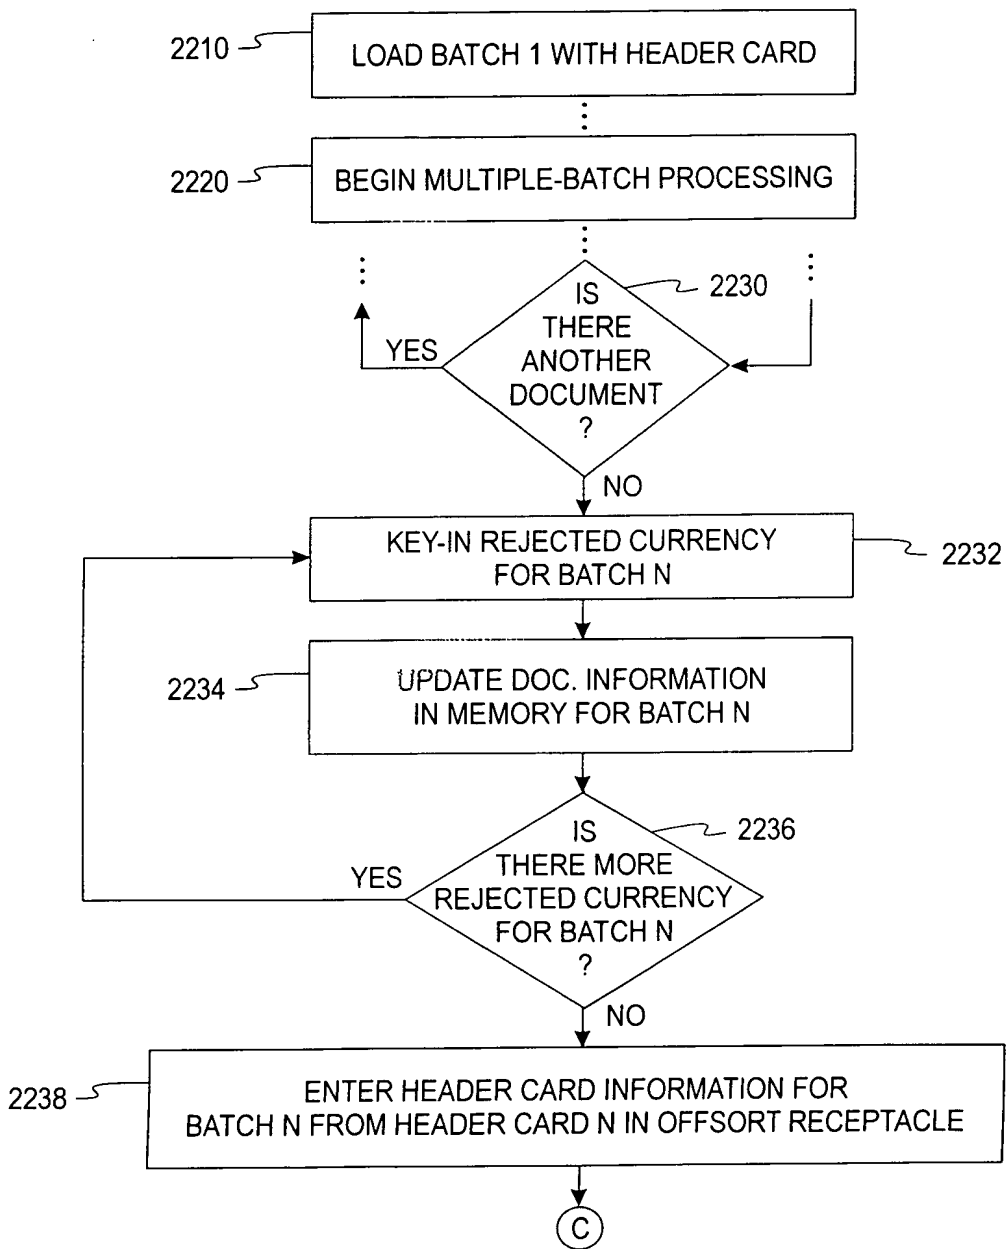 2210
LOAD BATCH 1 WITH HEADER CARD
2220
BEGIN MULTIPLE-BATCH PROCESSING
2230
IS
THERE
ANOTHER
DOCUMENT
?
YES
NO
KEY-IN REJECTED CURRENCY
FOR BATCH N
2232
2234
UPDATE DOC. INFORMATION
IN MEMORY FOR BATCH N
2236
IS
THERE MORE
REJECTED CURRENCY
FOR BATCH N
?
YES
NO
2238
ENTER HEADER CARD INFORMATION FOR
BATCH N FROM HEADER CARD N IN OFFSORT RECEPTACLE
C